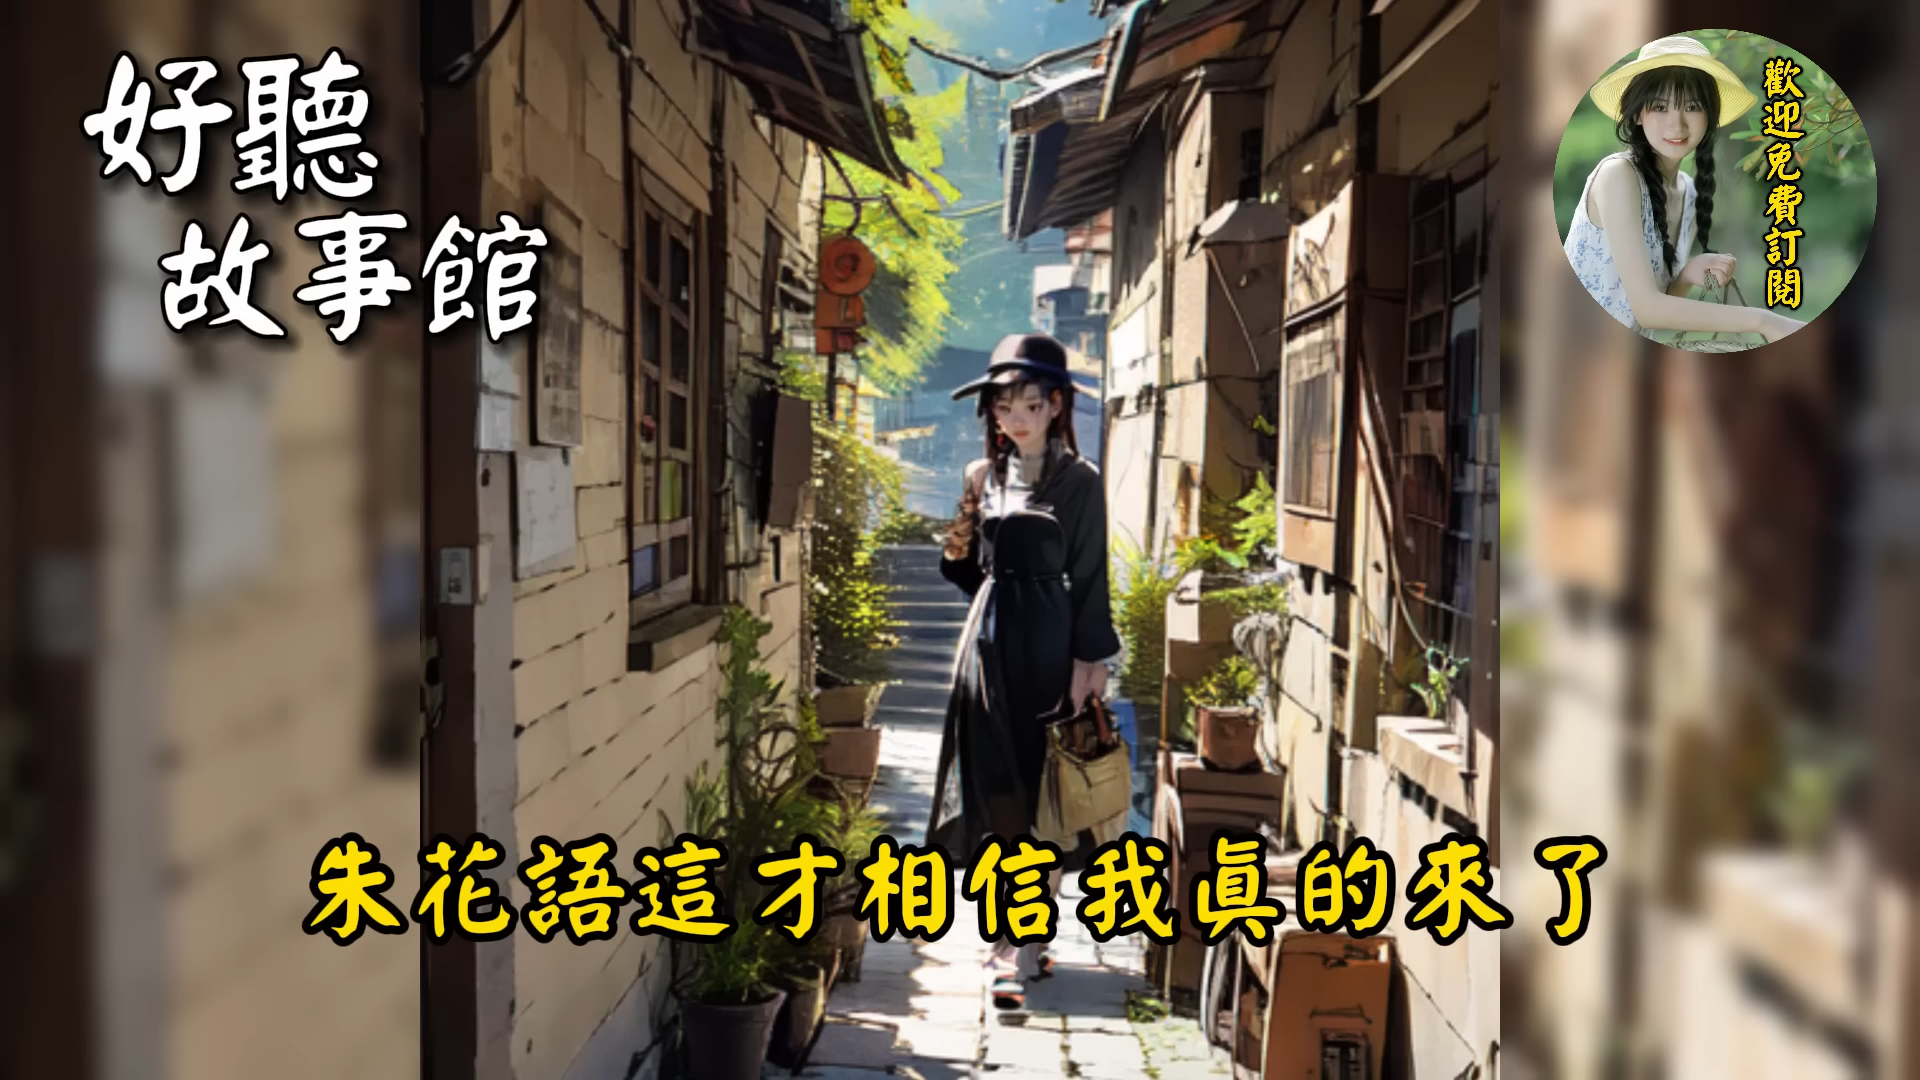 好聽
故事館
歡迎免費訂閱
朱花語這才相信我真的來了